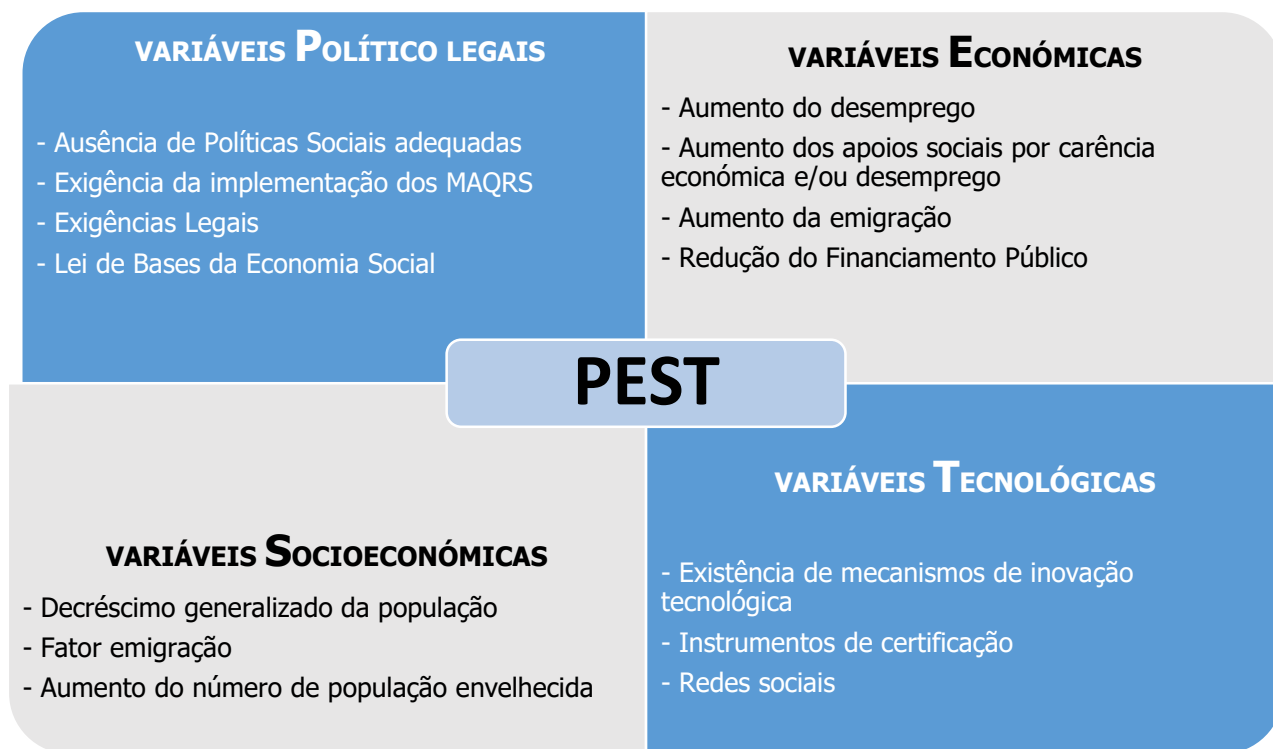 VARIÁVEIS POLÍTICO LEGAIS
- Ausência de Políticas Sociais adequadas
- Exigência da implementação dos MAQRS
- Exigências Legais
- Lei de Bases da Economia Social
VARIÁVEIS ECONÓMICAS
- Aumento do desemprego
- Aumento dos apoios sociais por carência
económica e/ou desemprego
- Aumento da emigração
- Redução do Financiamento Público
PEST
VARIÁVEIS SOCIOECONÓMICAS
- Decréscimo generalizado da população
- Fator emigração
- Aumento do número de população envelhecida
VARIÁVEIS TECNOLÓGICAS
- Existência de mecanismos de inovação
tecnológica
- Instrumentos de certificação
- Redes sociais